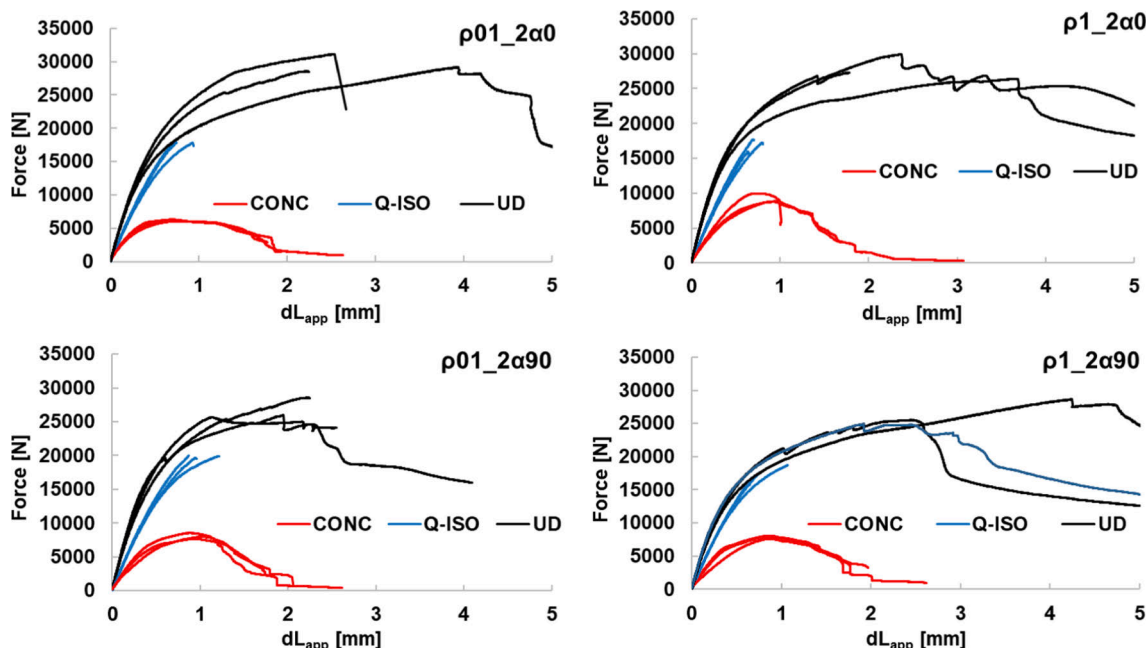 ρ01_2α0
35000
30000
25000
20000
15000
10000
5000
0
Force [N]
CONC Q-ISO UD
0 1 2 3 4 5
dLapp [mm]
ρ1_2α0
35000
30000
25000
20000
15000
10000
5000
0
Force [N]
CONC Q-ISO UD
0 1 2 3 4 5
dLapp [mm]
ρ01_2α90
35000
30000
25000
20000
15000
10000
5000
0
Force [N]
CONC Q-ISO UD
0 1 2 3 4 5
dLapp [mm]
ρ1_2α90
35000
30000
25000
20000
15000
10000
5000
0
Force [N]
CONC Q-ISO UD
0 1 2 3 4 5
dLapp [mm]